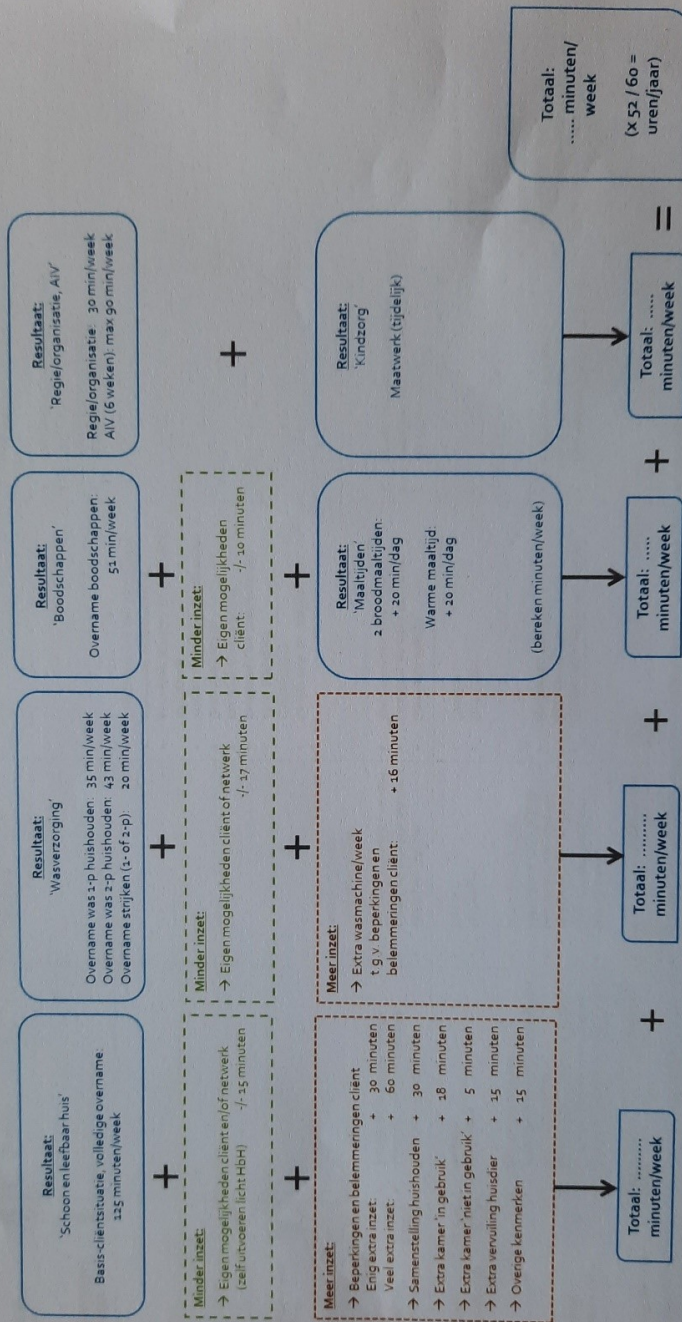 Resultaat:
'Schoon en leefbaar huis'
Basis-cliëntsituatie, volledige overname:
125 minuten/week
+
Minder inzet:
→ Eigen mogelijkheden cliënten/of netwerk
(zelf uitvoeren licht HbH) -/- 15 minuten
+
Meer inzet:
→ Beperkingen en belemmeringen cliënt
Enig extra inzet: + 30 minuten
Veel extra inzet: + 60 minuten
→ Samenstelling huishouden + 30 minuten
→ Extra kamer 'in gebruik' + 18 minuten
→ Extra kamer 'niet in gebruik' + 5 minuten
→ Extra vervuiling huisdier + 15 minuten
→ Overige kenmerken + 15 minuten
Totaal: ..........
minuten/week
+
Resultaat:
'Wasverzorging'
Overname was 1-p huishouden: 35 min/week
Overname was 2-p huishouden: 43 min/week
Overname strijken (1- of 2-p): 20 min/week
+
Minder inzet:
→ Eigen mogelijkheden cliënt of netwerk
-/- 17 minuten
+
Meer inzet:
→ Extra wasmachine/week
t.g.v. beperkingen en
belemmeringen cliënt: + 16 minuten
Totaal: ..........
minuten/week
+
Resultaat:
'Boodschappen'
Overname boodschappen:
51 min/week
+
Minder inzet:
→ Eigen mogelijkheden
cliënt: -/- 10 minuten
+
Resultaat:
'Maaltijden'
2 broodmaaltijden:
+ 20 min/dag
Warme maaltijd:
+ 20 min/dag
(bereken minuten/week)
Totaal: .....
minuten/week
+
Resultaat:
'Regie/organisatie, AIV'
Regie/organisatie: 30 min/week
AIV (6 weken): max 90 min/week
+
Resultaat:
'Kindzorg'
Maatwerk (tijdelijk)
Totaal: .....
minuten/week
=
Totaal:
..... minuten/
week
(x 52 / 60 =
uren/jaar)